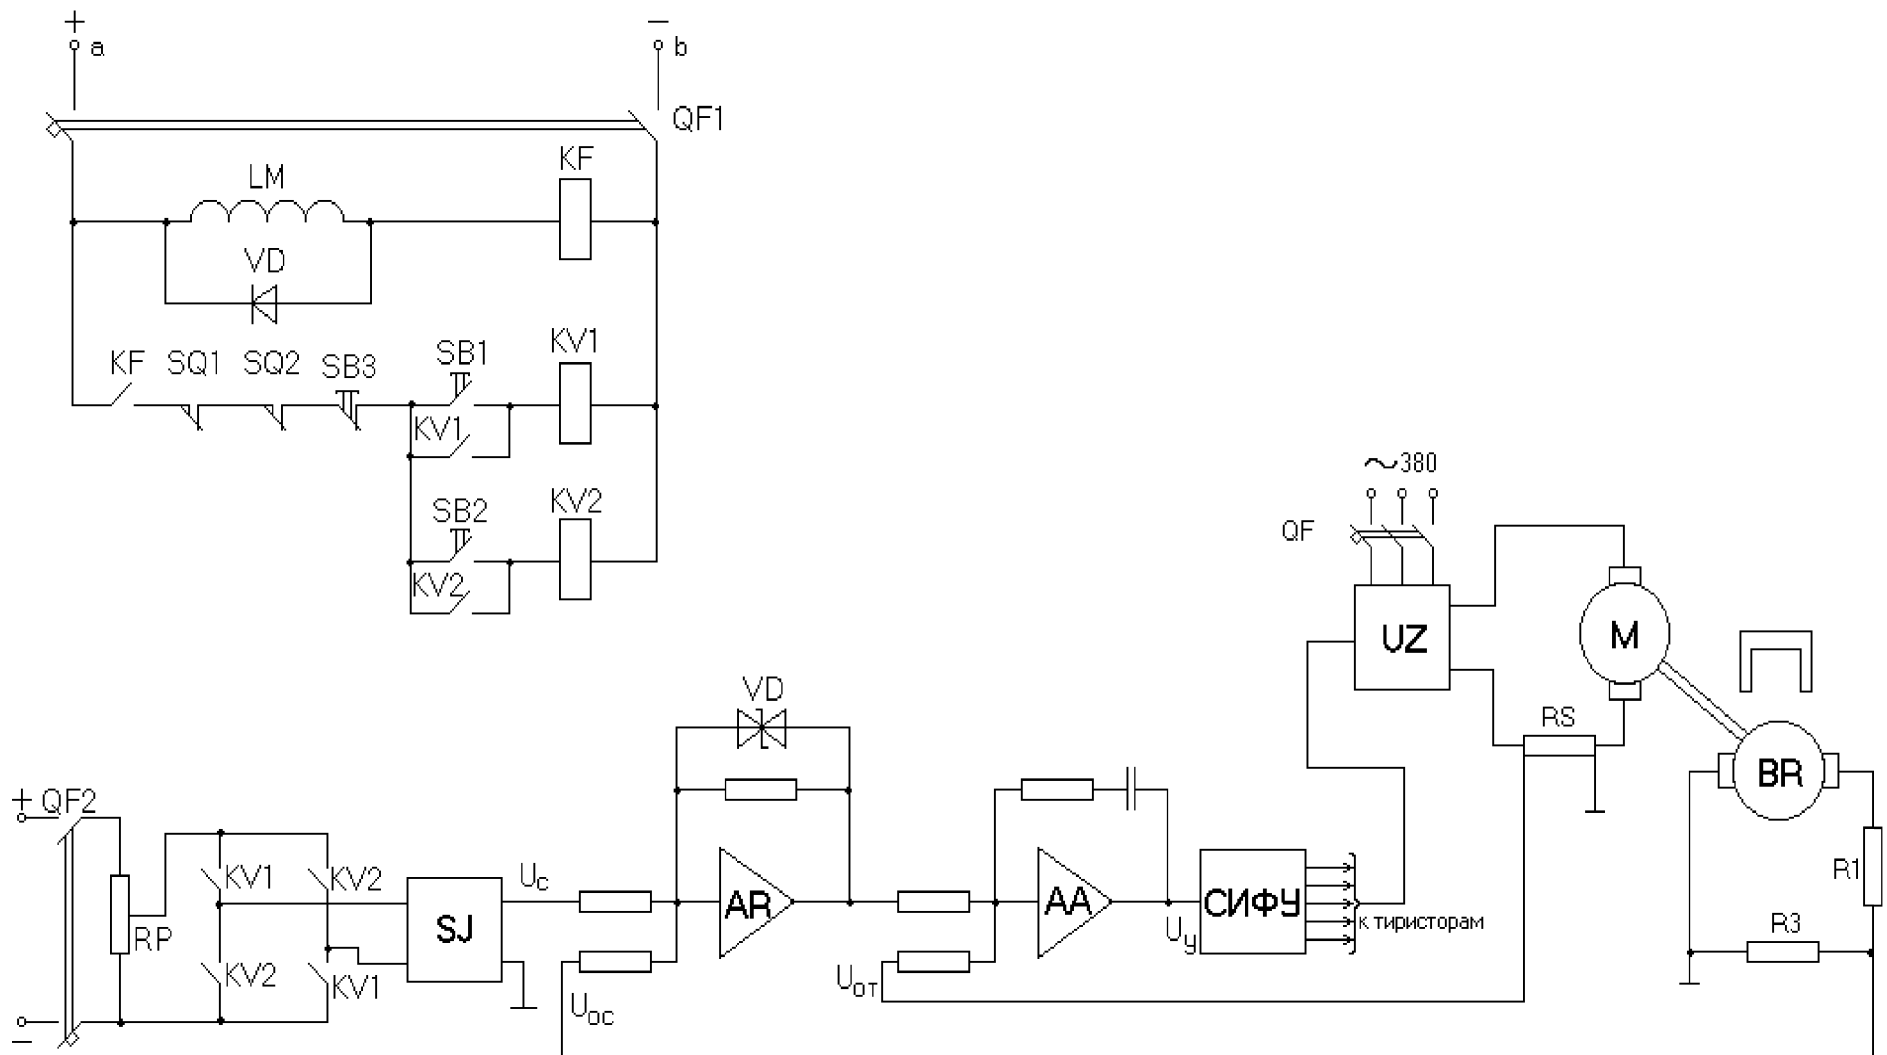 + −
a b
QF1
KF
LM
VD
KV1
KF SQ1 SQ2 SB3 SB1
KV1
KV2
SB2
KV2
~380
QF
UZ
M
RS
BR
VD
+ QF2
R1
KV1 KV2
AR AA СИФУ
Uс
RP
SJ
Uу
к тиристорам
R3
KV2 KV1
Uот
Uос
−